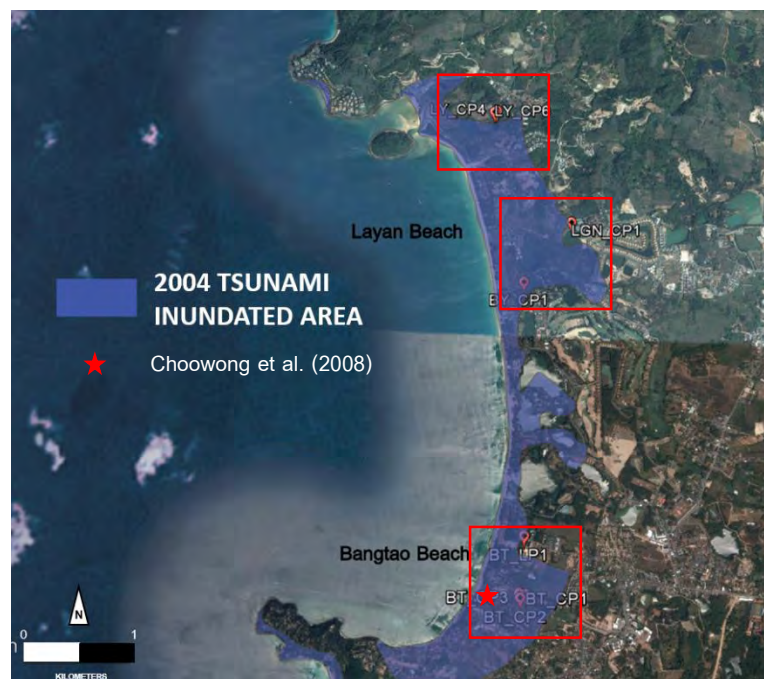 LY_CP4 LY_CP6
Layan Beach
LGN_CP1
BY_CP1
2004 TSUNAMI
INUNDATED AREA
Choowong et al. (2008)
Bangtao Beach
BT_LP1
BT_CP1
BT_CP2
N
0 1
KILOMETERS